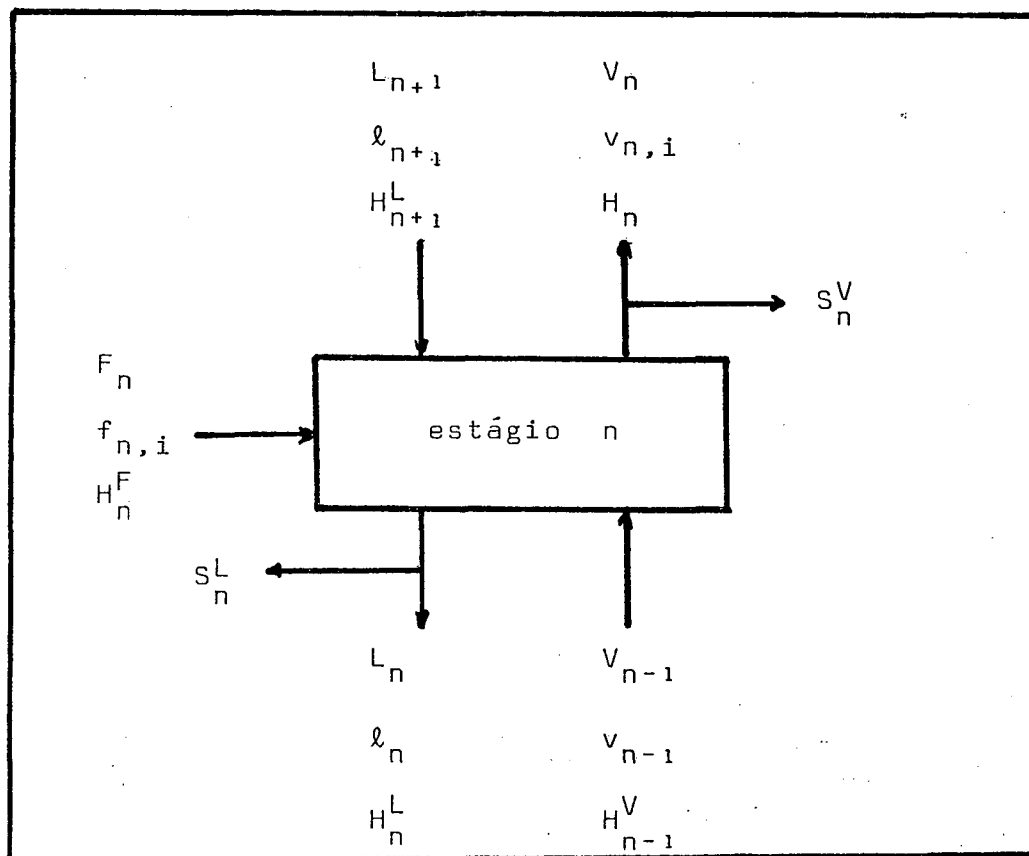 L_{n+1} V_n
ℓ_{n+1} v_{n,i}
H^L_{n+1} H_n
S^V_n
F_n
f_{n,i} estágio n
H^F_n
S^L_n
L_n V_{n-1}
ℓ_n v_{n-1}
H^L_n H^V_{n-1}